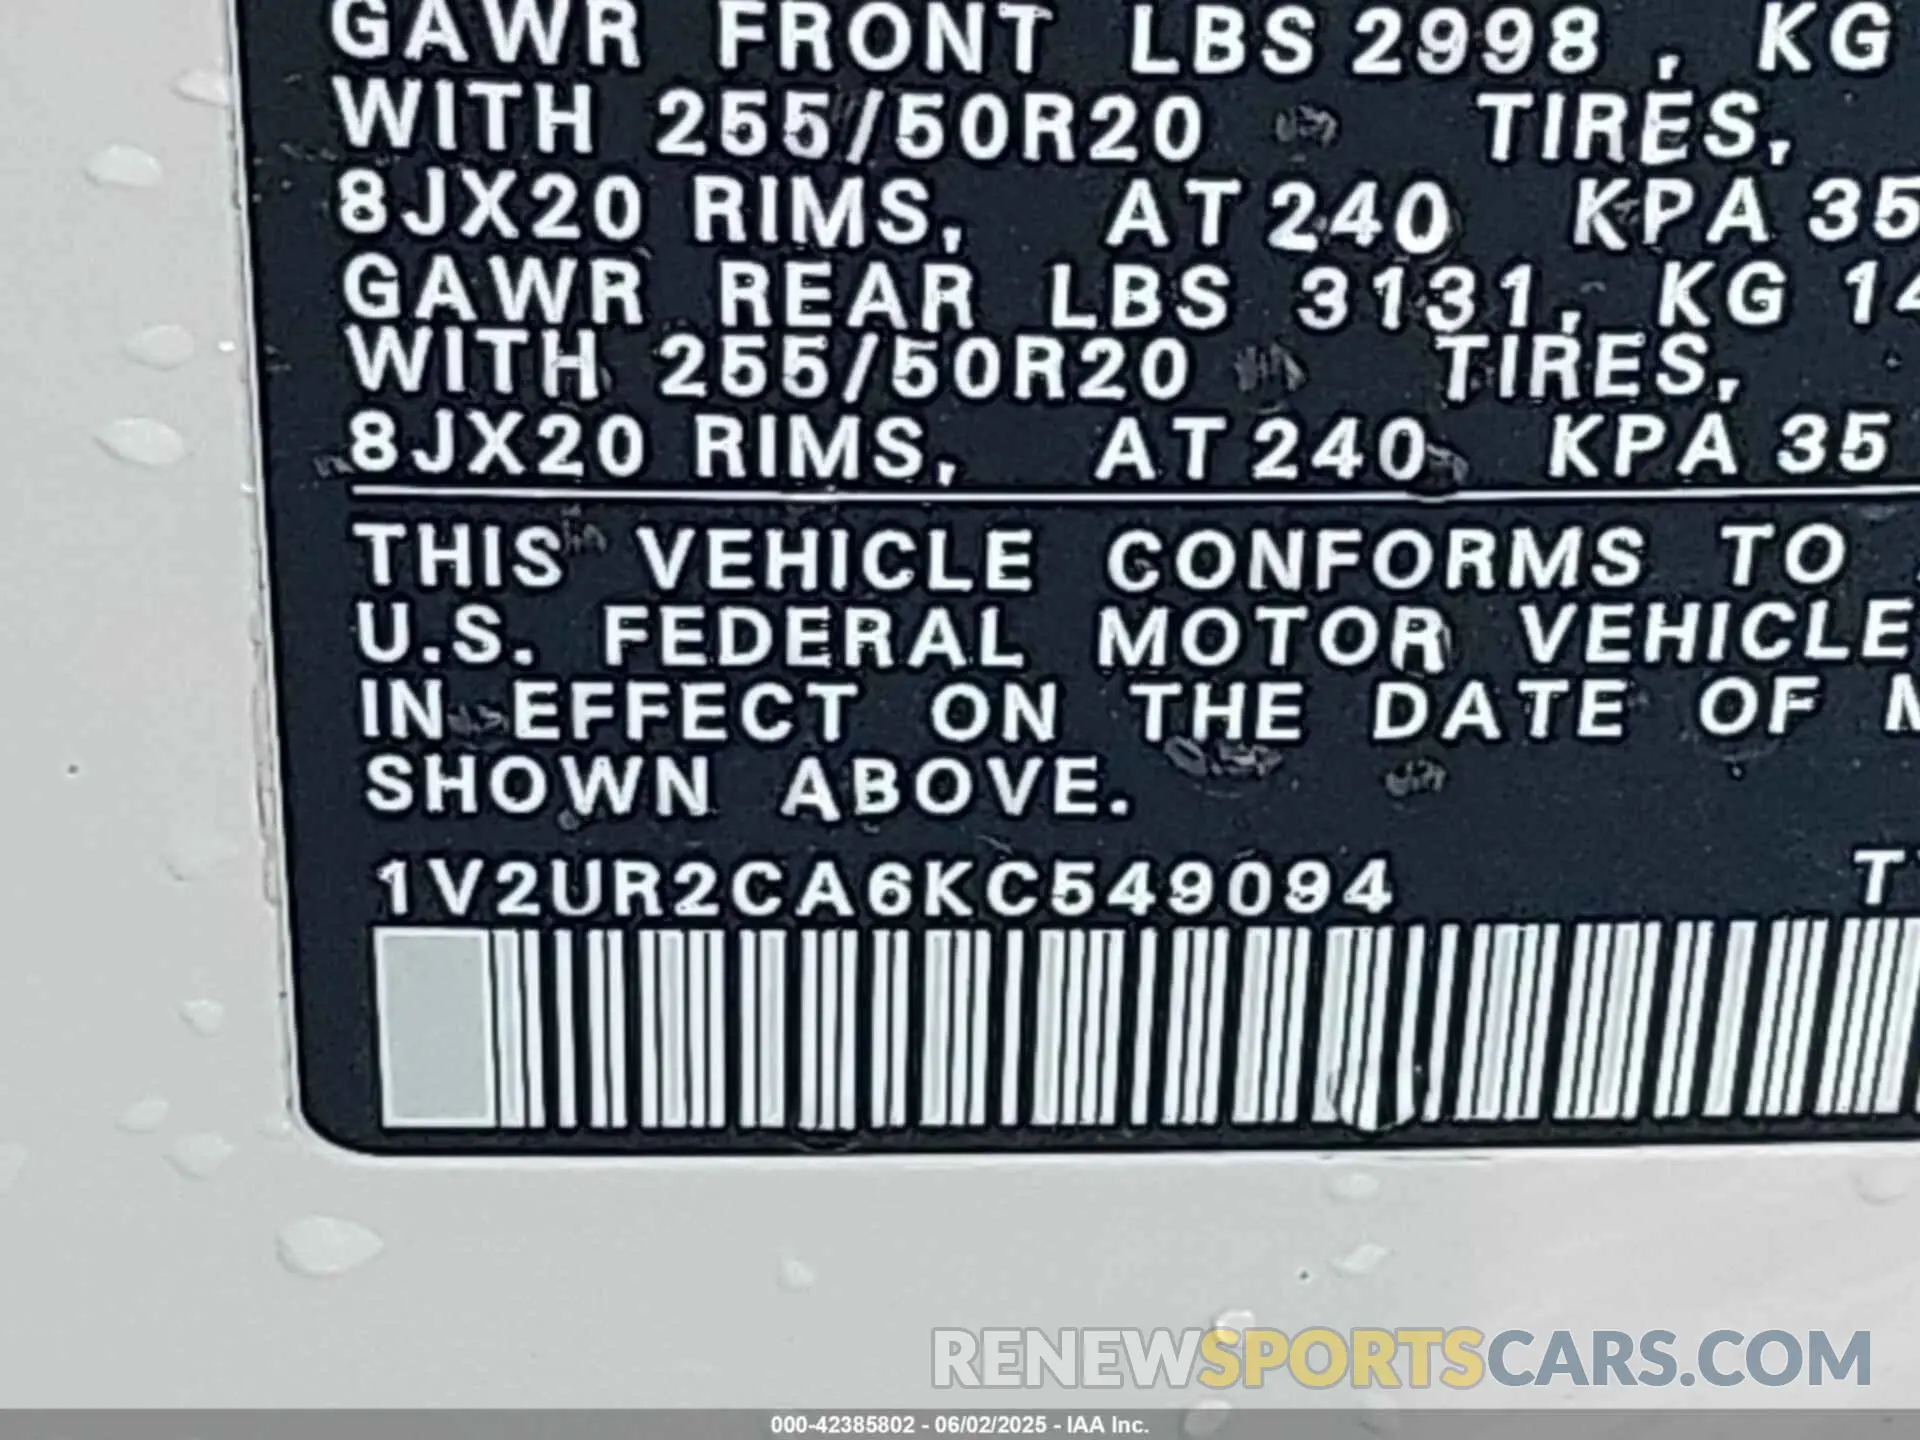 GAWR FRONT LBS 2998 , KG
WITH 255/50R20 TIRES,
8JX20 RIMS, AT 240 KPA 35
GAWR REAR LBS 3131, KG 14
WITH 255/50R20 TIRES,
8JX20 RIMS, AT 240 KPA 35
THIS VEHICLE CONFORMS TO
U.S. FEDERAL MOTOR VEHICLE
IN EFFECT ON THE DATE OF M
SHOWN ABOVE.
1V2UR2CA6KC549094 TY
RENEWSPORTSCARS.COM
000-42385802 - 06/02/2025 - IAA Inc.